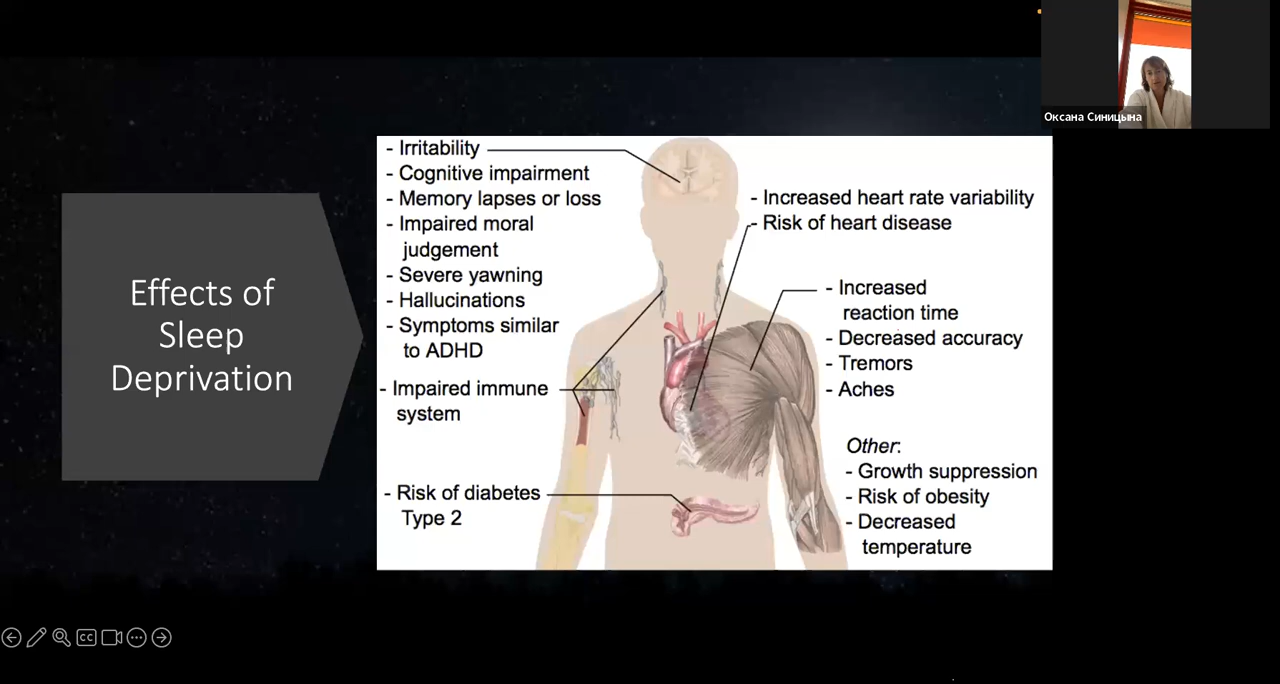 Оксана Синицына
Effects of
Sleep
Deprivation
- Irritability
- Cognitive impairment
- Memory lapses or loss
- Impaired moral
judgement
- Severe yawning
- Hallucinations
- Symptoms similar
to ADHD
- Impaired immune
system
- Risk of diabetes
Type 2
- Increased heart rate variability
- Risk of heart disease
- Increased
reaction time
- Decreased accuracy
- Tremors
- Aches
Other:
- Growth suppression
- Risk of obesity
- Decreased
temperature
CC